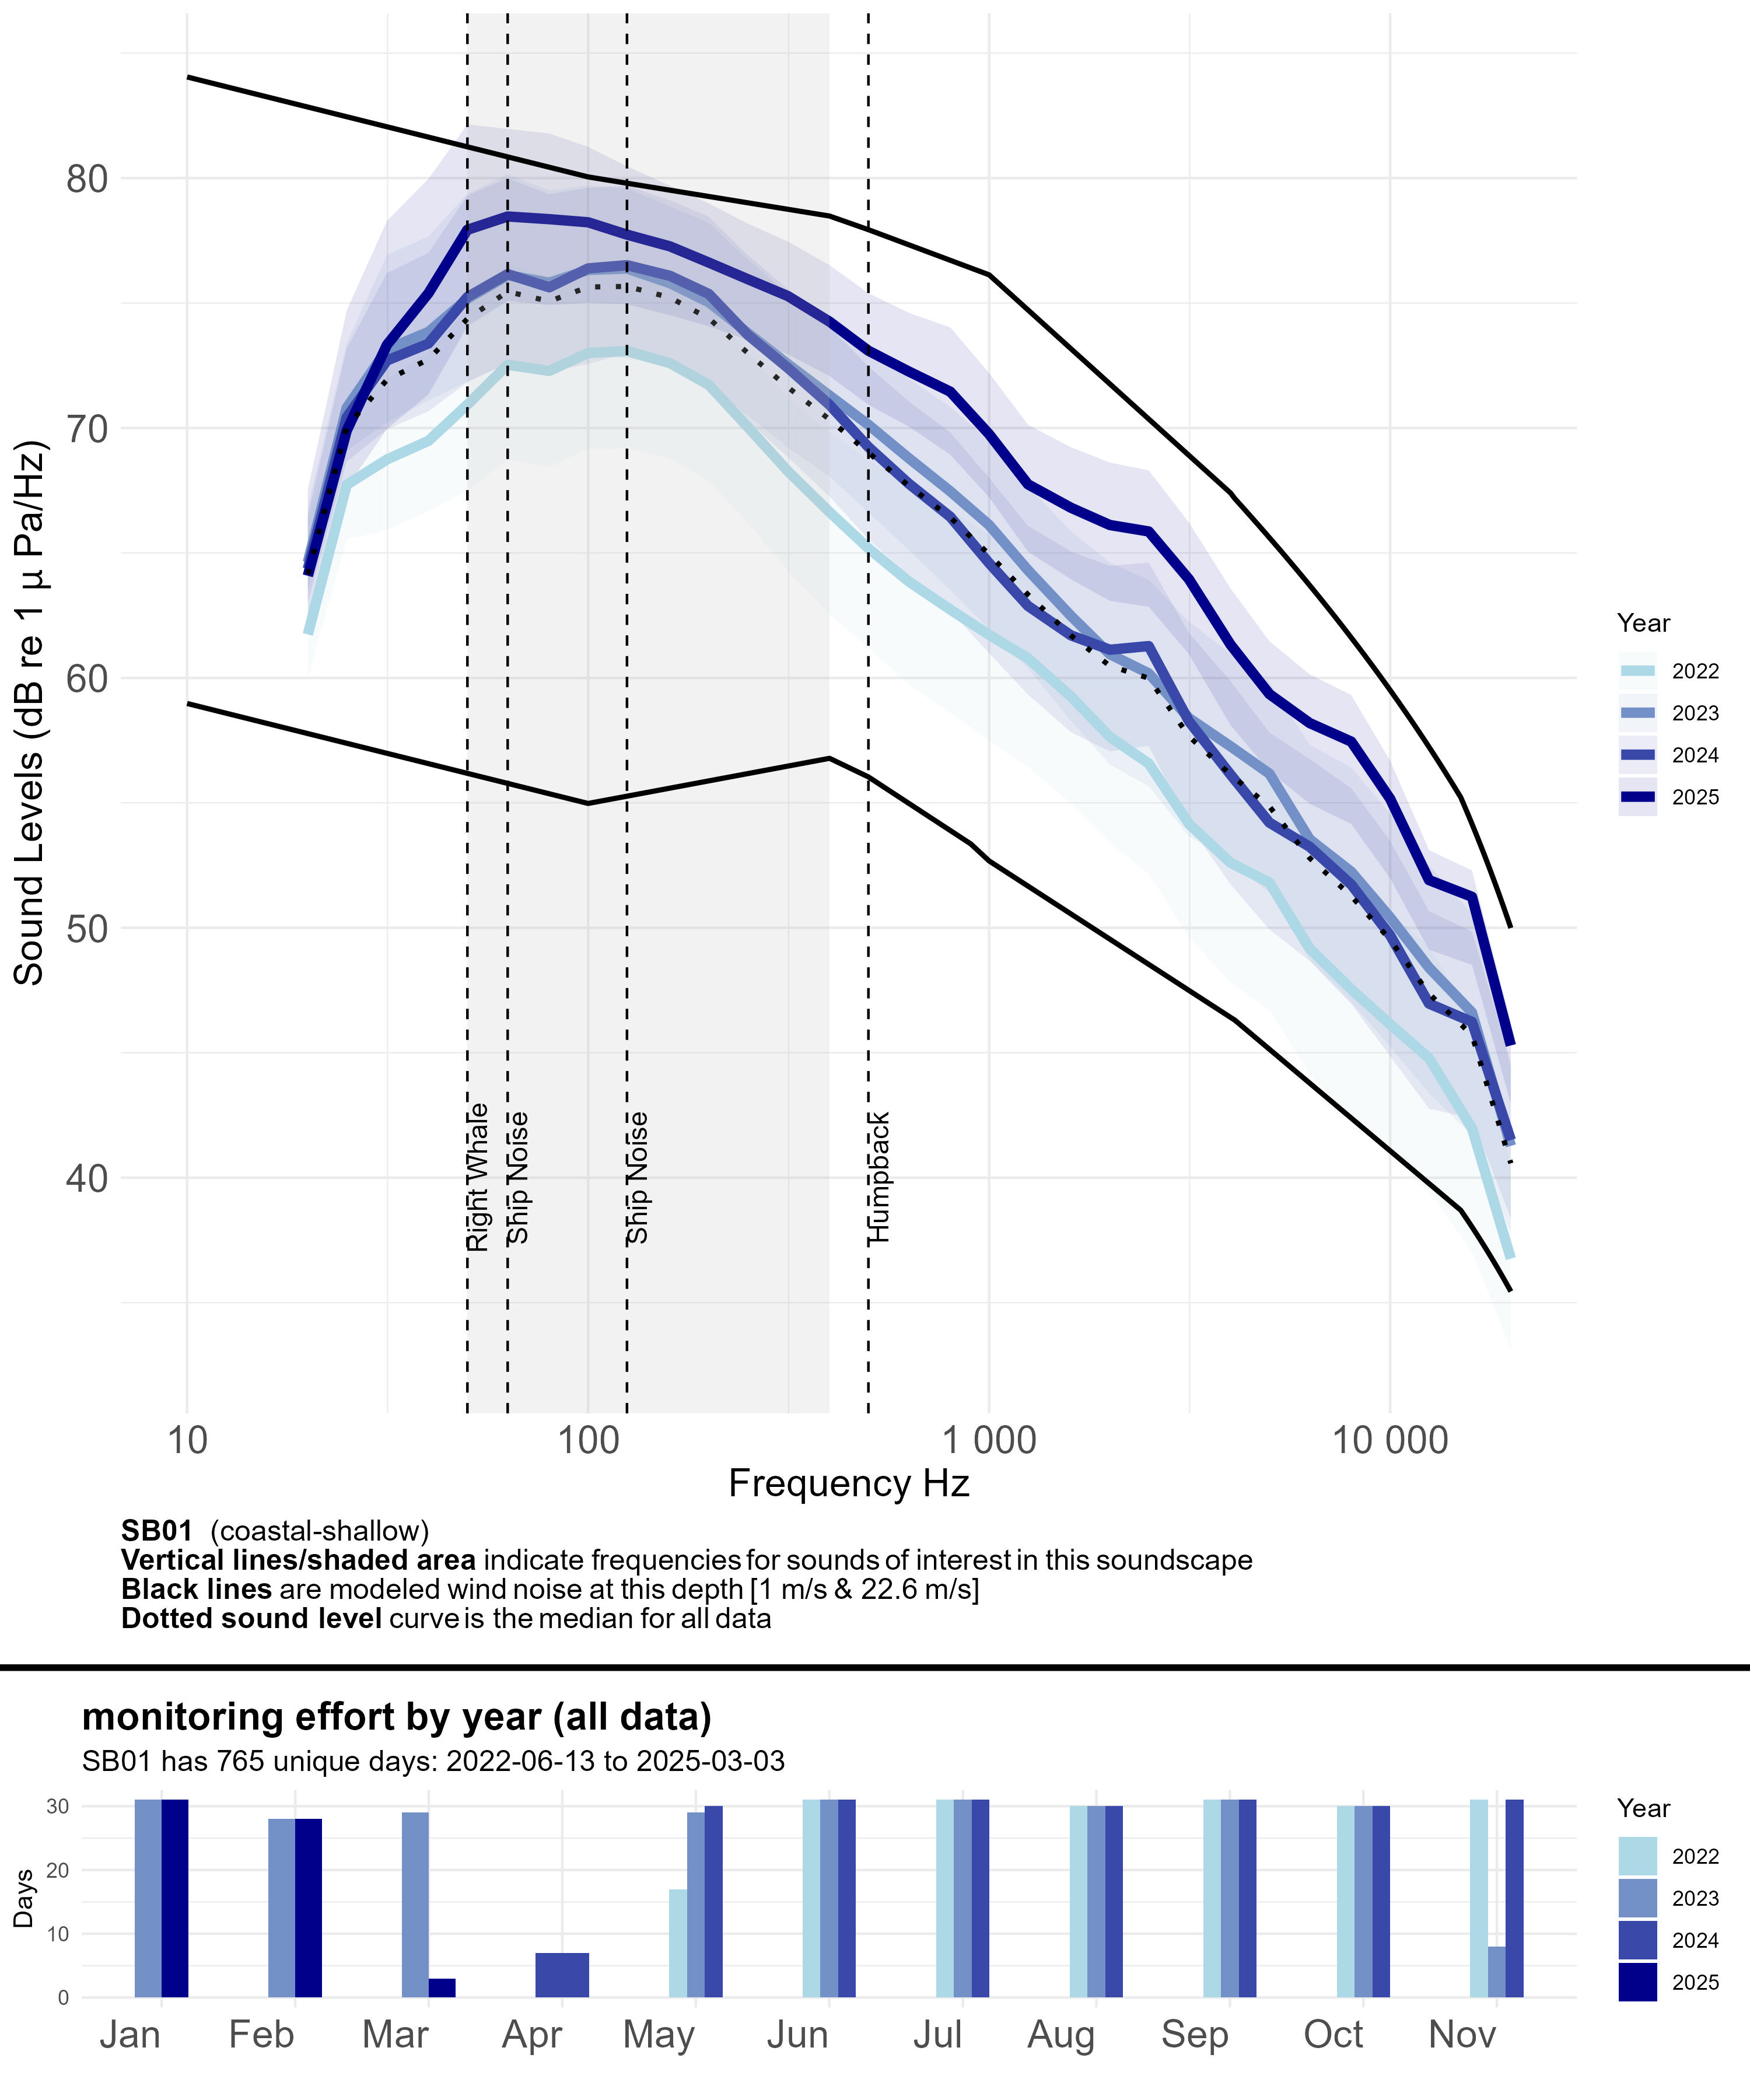 80
70
60
50
40
Sound Levels (dB re 1 µ Pa/Hz)
Right Whale
Ship Noise
Ship Noise
Humpback
10
100
1 000
10 000
Frequency Hz
Year
2022
2023
2024
2025
SB01 (coastal-shallow)
Vertical lines/shaded area indicate frequencies for sounds of interest in this soundscape
Black lines are modeled wind noise at this depth [1 m/s & 22.6 m/s]
Dotted sound level curve is the median for all data
monitoring effort by year (all data)
SB01 has 765 unique days: 2022-06-13 to 2025-03-03
30
20
10
0
Days
Jan
Feb
Mar
Apr
May
Jun
Jul
Aug
Sep
Oct
Nov
Year
2022
2023
2024
2025